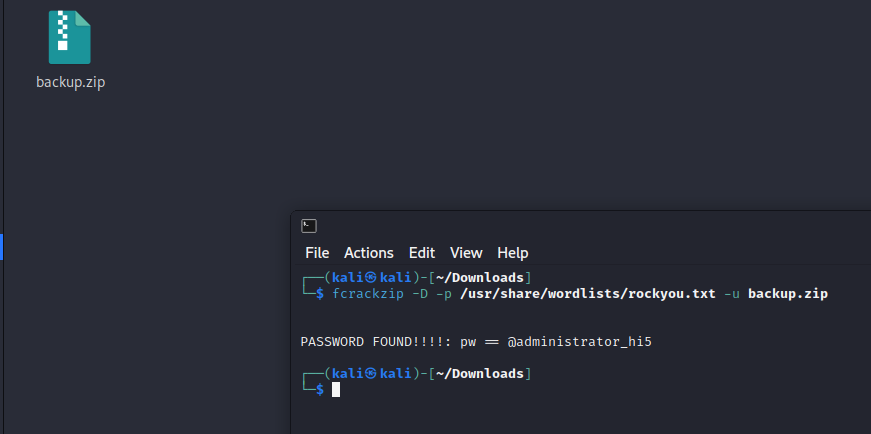 backup.zip
File Actions Edit View Help
┌──(kali㉿kali)-[~/Downloads]
└─$ fcrackzip -D -p /usr/share/wordlists/rockyou.txt -u backup.zip
PASSWORD FOUND!!!!: pw == @administrator_hi5
┌──(kali㉿kali)-[~/Downloads]
└─$